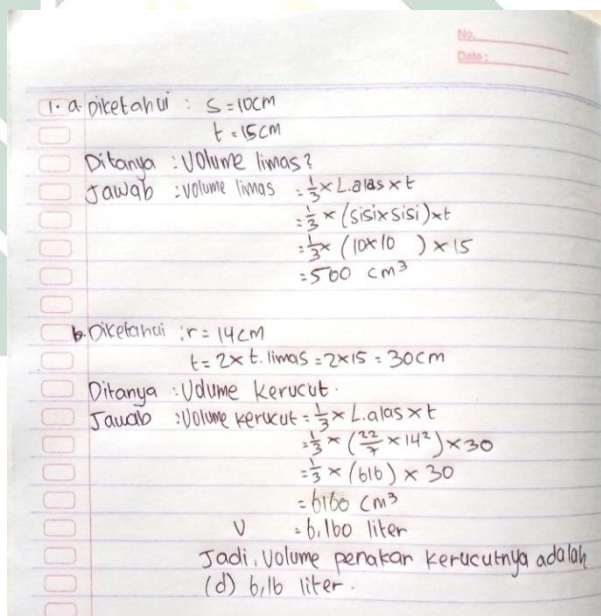 No.
Date:
1. a. Diketahui : s = 10cm
t = 15cm
Ditanya : Volume limas?
Jawab : volume limas = 1/3 × L.alas × t
= 1/3 × (sisi×sisi)×t
= 1/3 × (10×10 ) × 15
= 500 cm³
b. Diketahui : r = 14cm
t = 2× t. limas = 2×15 = 30cm
Ditanya : Volume kerucut.
Jawab : Volume kerucut = 1/3 × L.alas × t
= 1/3 × (22/7 × 14²) × 30
= 1/3 × (616) × 30
= 6160 cm³
V = 6,160 liter
Jadi, Volume penakar kerucutnya adalah
(d) 6,16 liter.